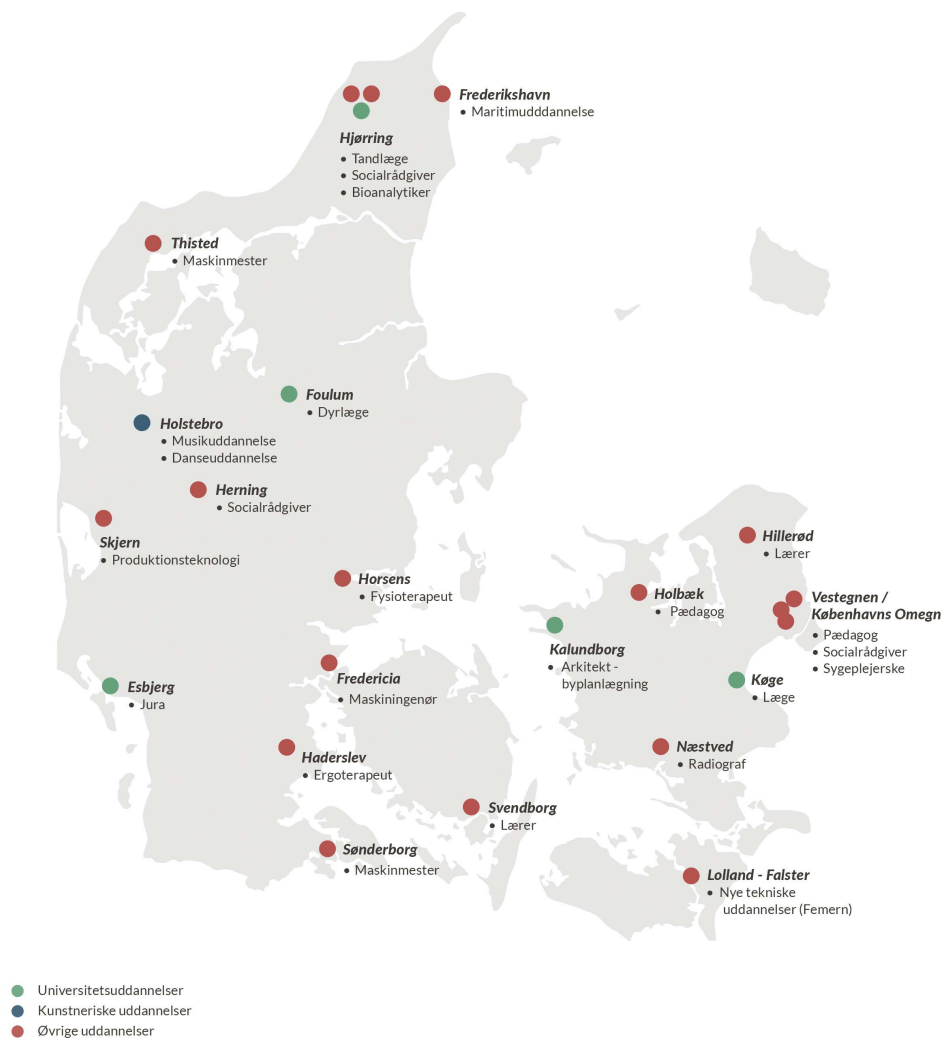 Frederikshavn
• Maritimudddannelse
Hjørring
• Tandlæge
• Socialrådgiver
• Bioanalytiker
Thisted
• Maskinmester
Foulum
• Dyrlæge
Holstebro
• Musikuddannelse
• Danseuddannelse
Herning
• Socialrådgiver
Skjern
• Produktionsteknologi
Hillerød
• Lærer
Horsens
• Fysioterapeut
Holbæk
• Pædagog
Vestegnen /
Københavns Omegn
• Pædagog
• Socialrådgiver
• Sygeplejerske
Kalundborg
• Arkitekt -
byplanlægning
Fredericia
• Maskiningenør
Esbjerg
• Jura
Køge
• Læge
Næstved
• Radiograf
Haderslev
• Ergoterapeut
Svendborg
• Lærer
Sønderborg
• Maskinmester
Lolland - Falster
• Nye tekniske
uddannelser (Femern)
Universitetsuddannelser
Kunstneriske uddannelser
Øvrige uddannelser